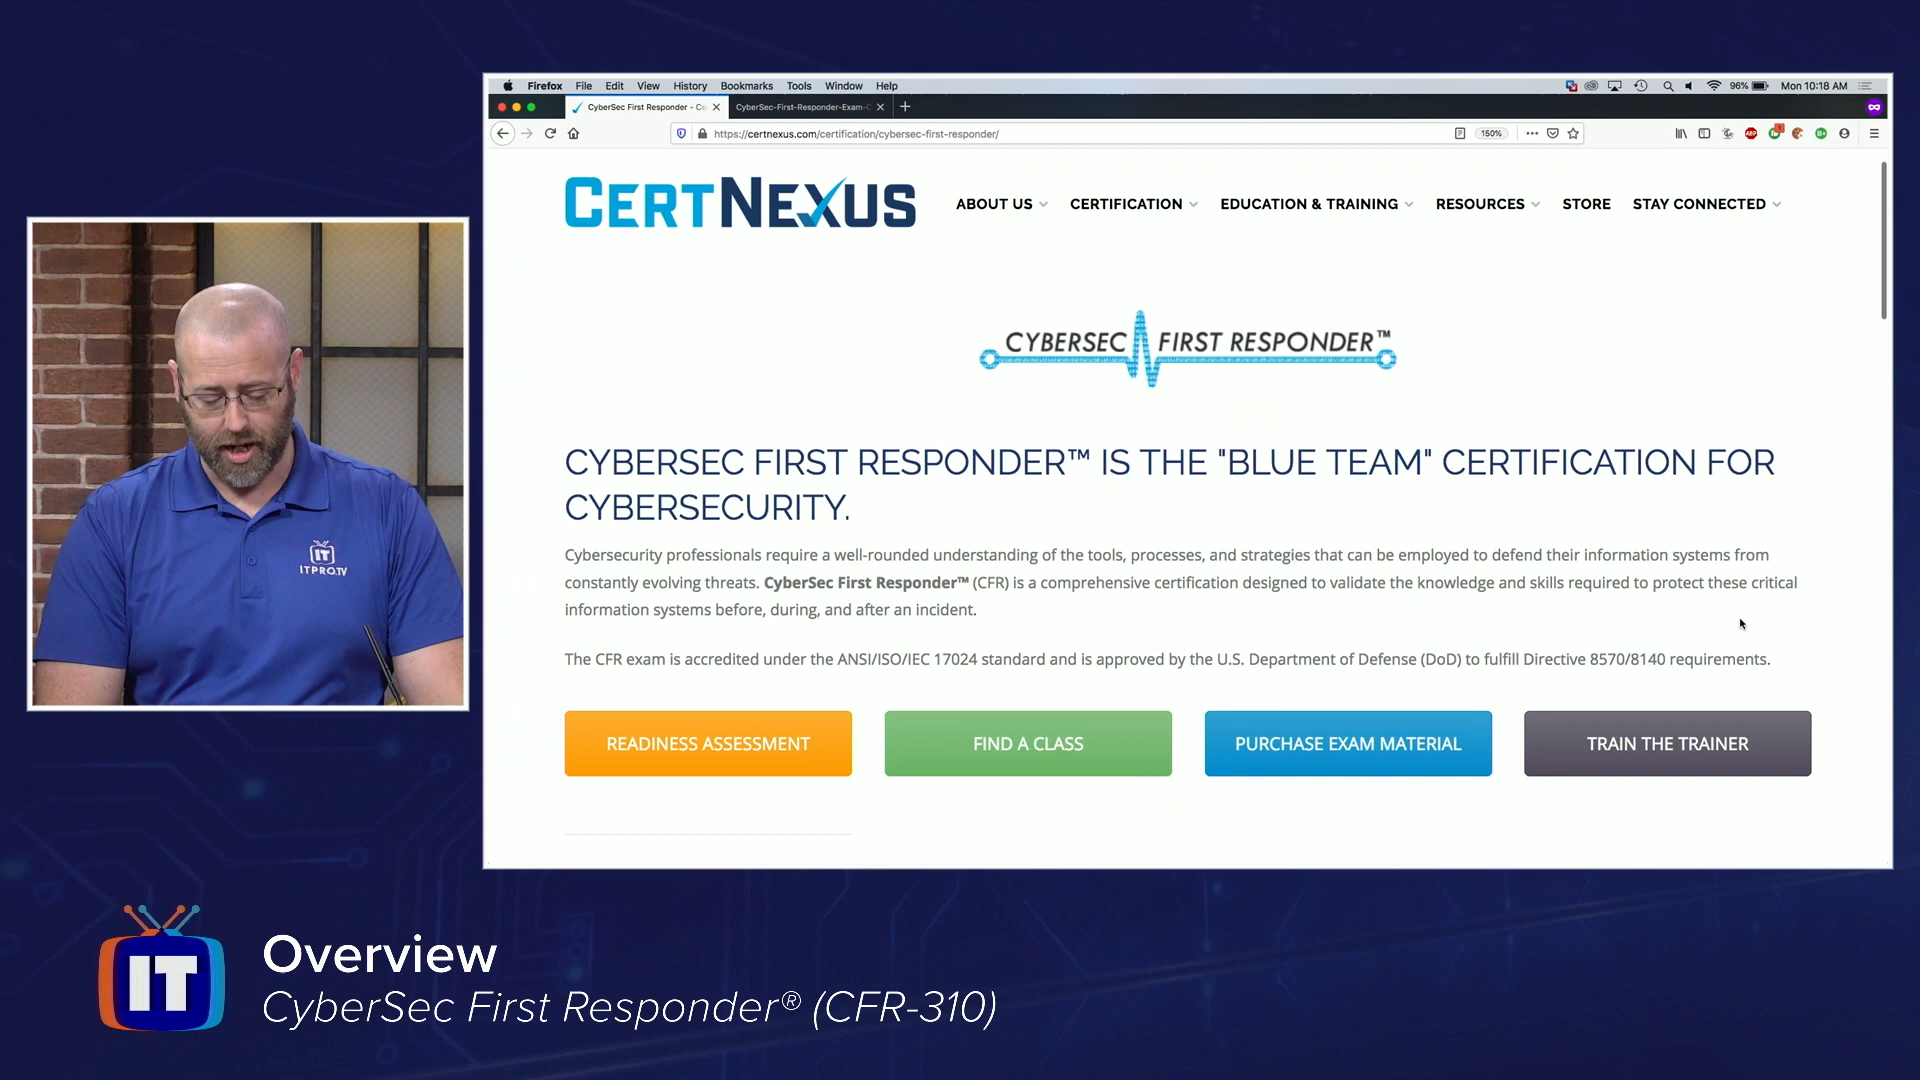 Firefox File Edit View History Bookmarks Tools Window Help
96% Mon 10:18 AM
CyberSec First Responder - Ce
CyberSec-First-Responder-Exam-C
https://certnexus.com/certification/cybersec-first-responder/
150%
ABP
CERTNEXUS
ABOUT US
CERTIFICATION
EDUCATION & TRAINING
RESOURCES
STORE
STAY CONNECTED
CYBERSEC FIRST RESPONDER™
CYBERSEC FIRST RESPONDER™ IS THE "BLUE TEAM" CERTIFICATION FOR
CYBERSECURITY.
Cybersecurity professionals require a well-rounded understanding of the tools, processes, and strategies that can be employed to defend their information systems from
constantly evolving threats. CyberSec First Responder™ (CFR) is a comprehensive certification designed to validate the knowledge and skills required to protect these critical
information systems before, during, and after an incident.
The CFR exam is accredited under the ANSI/ISO/IEC 17024 standard and is approved by the U.S. Department of Defense (DoD) to fulfill Directive 8570/8140 requirements.
READINESS ASSESSMENT
FIND A CLASS
PURCHASE EXAM MATERIAL
TRAIN THE TRAINER
IT
ITPRO.TV
IT
Overview
CyberSec First Responder® (CFR-310)